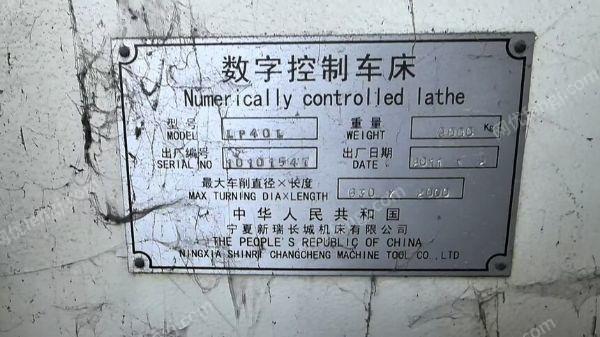 数字控制车床
Numerically controlled lathe
型号 重量
MODEL WEIGHT Kg
出厂编号 出厂日期
SERIAL NO DATE 2011
最大车削直径×长度
MAX TURNING DIA×LENGTH 2000
中华人民共和国
宁夏新瑞长城机床有限公司
THE PEOPLE'S REPUBLIC OF CHINA
NINGXIA SHINRI CHANGCHENG MACHINE TOOL CO.,LTD